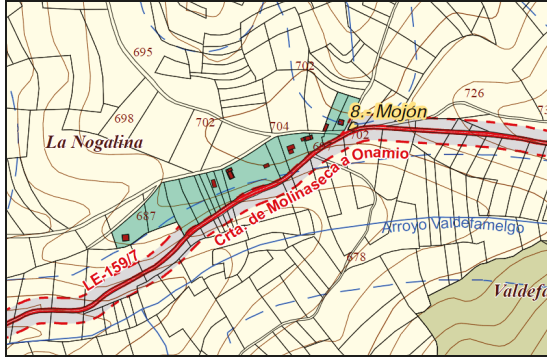 695
702
726
8.-Mojón
698
702
704
702
La Nogalina
Crta. de Molinaseca a Onamio
687
Arroyo Valdefamelgo
LE-159/7
678
Valdefa